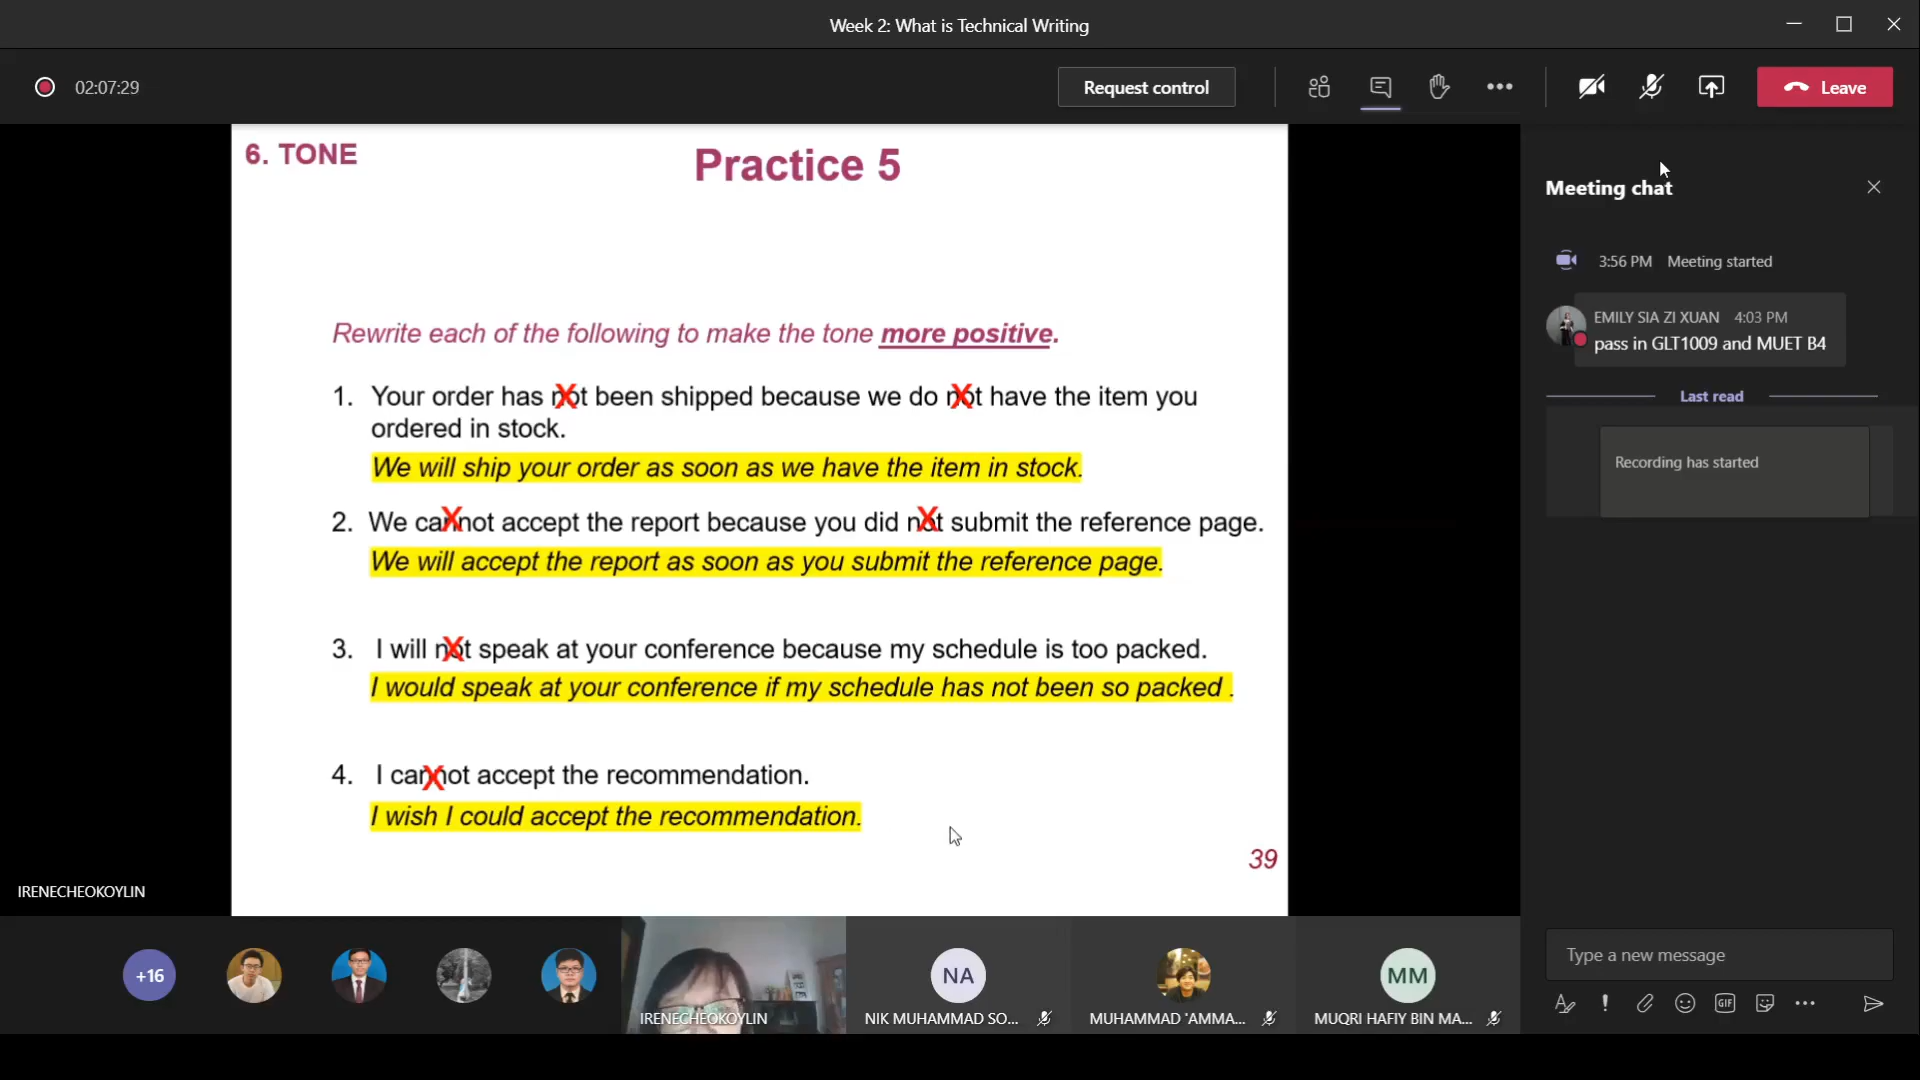 Week 2: What is Technical Writing
02:07:29
Request control
Leave
6. TONE
Practice 5
Rewrite each of the following to make the tone more positive.
1. Your order has not been shipped because we do not have the item you
ordered in stock.
We will ship your order as soon as we have the item in stock.
2. We cannot accept the report because you did not submit the reference page.
We will accept the report as soon as you submit the reference page.
3. I will not speak at your conference because my schedule is too packed.
I would speak at your conference if my schedule has not been so packed .
4. I cannot accept the recommendation.
I wish I could accept the recommendation.
39
IRENECHEOKOYLIN
Meeting chat
3:56 PM Meeting started
EMILY SIA ZI XUAN 4:03 PM
pass in GLT1009 and MUET B4
Last read
Recording has started
Type a new message
GIF
+16
IRENECHEOKOYLIN
NA
NIK MUHAMMAD SO...
MUHAMMAD 'AMMA...
MM
MUQRI HAFIY BIN MA...